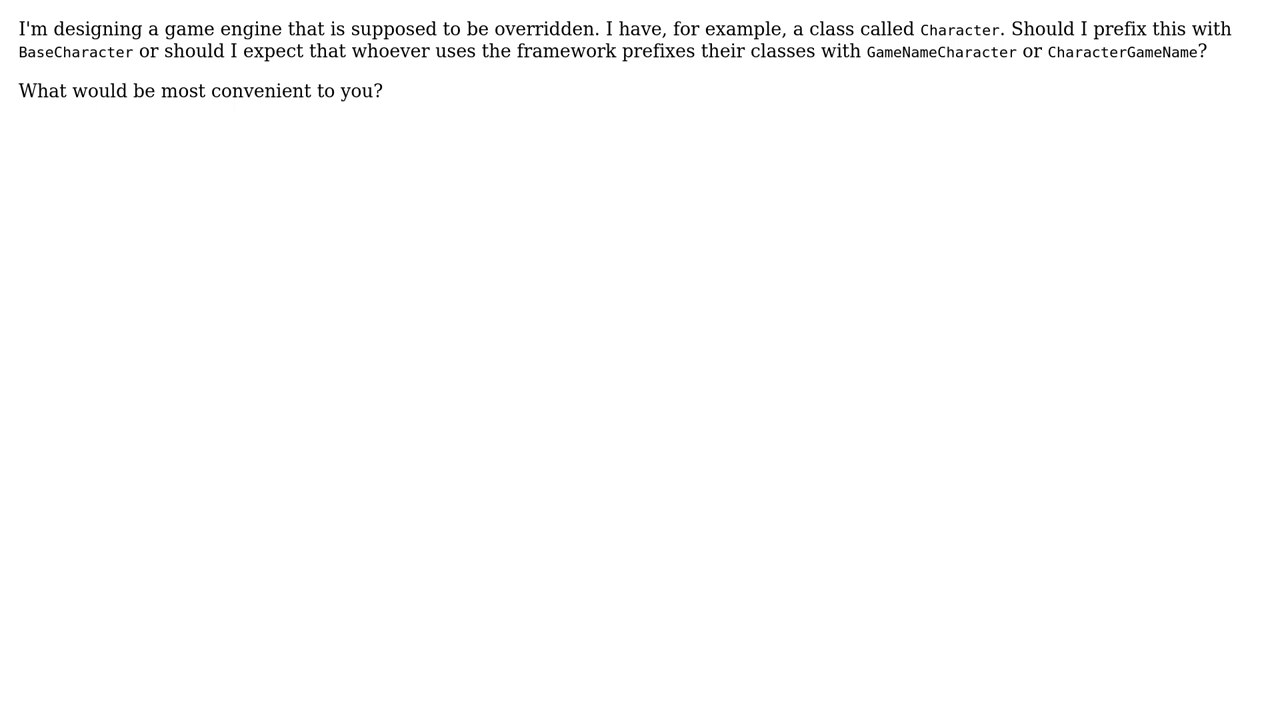 I'm designing a game engine that is supposed to be overridden. I have, for example, a class called Character. Should I prefix this with
BaseCharacter or should I expect that whoever uses the framework prefixes their classes with GameNameCharacter or CharacterGameName?
What would be most convenient to you?